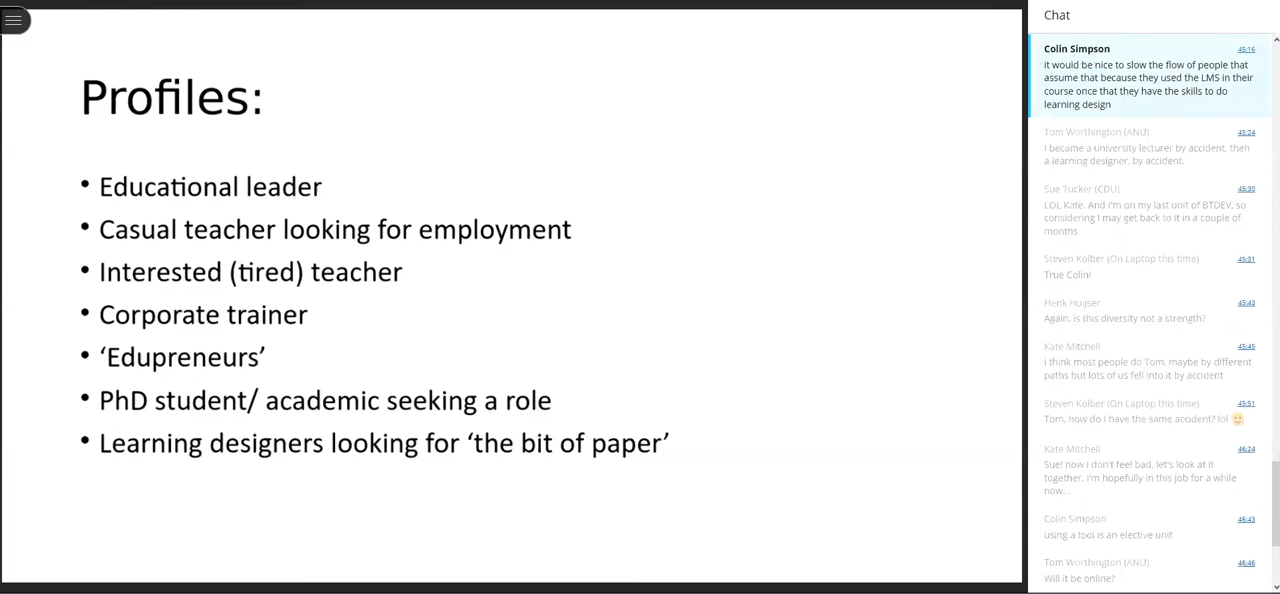 Profiles:
• Educational leader
• Casual teacher looking for employment
• Interested (tired) teacher
• Corporate trainer
• ‘Edupreneurs’
• PhD student/ academic seeking a role
• Learning designers looking for ‘the bit of paper’
Chat
Colin Simpson 45:16
it would be nice to slow the flow of people that
assume that because they used the LMS in their
course once that they have the skills to do
learning design
Tom Worthington (ANU) 45:24
I became a university lecturer by accident, then
a learning designer, by accident.
Sue Tucker (CDU) 45:30
LOL Kate. And i'm on my last unit of BTDEV, so
considering I may get back to it in a couple of
months
Steven Kolber (On Laptop this time) 45:31
True Colin!
Henk Huijser 45:43
Again, is this diversity not a strength?
Kate Mitchell 45:45
i think most people do Tom, maybe by different
paths but lots of us fell into it by accident
Steven Kolber (On Laptop this time) 45:51
Tom, how do I have the same accident? lol 🙂
Kate Mitchell 46:24
Sue! now i don't feel bad. let's look at it
together. i'm hopefully in this job for a while
now...
Colin Simpson 46:43
using a tool is an elective unit
Tom Worthington (ANU) 46:46
Will it be online?